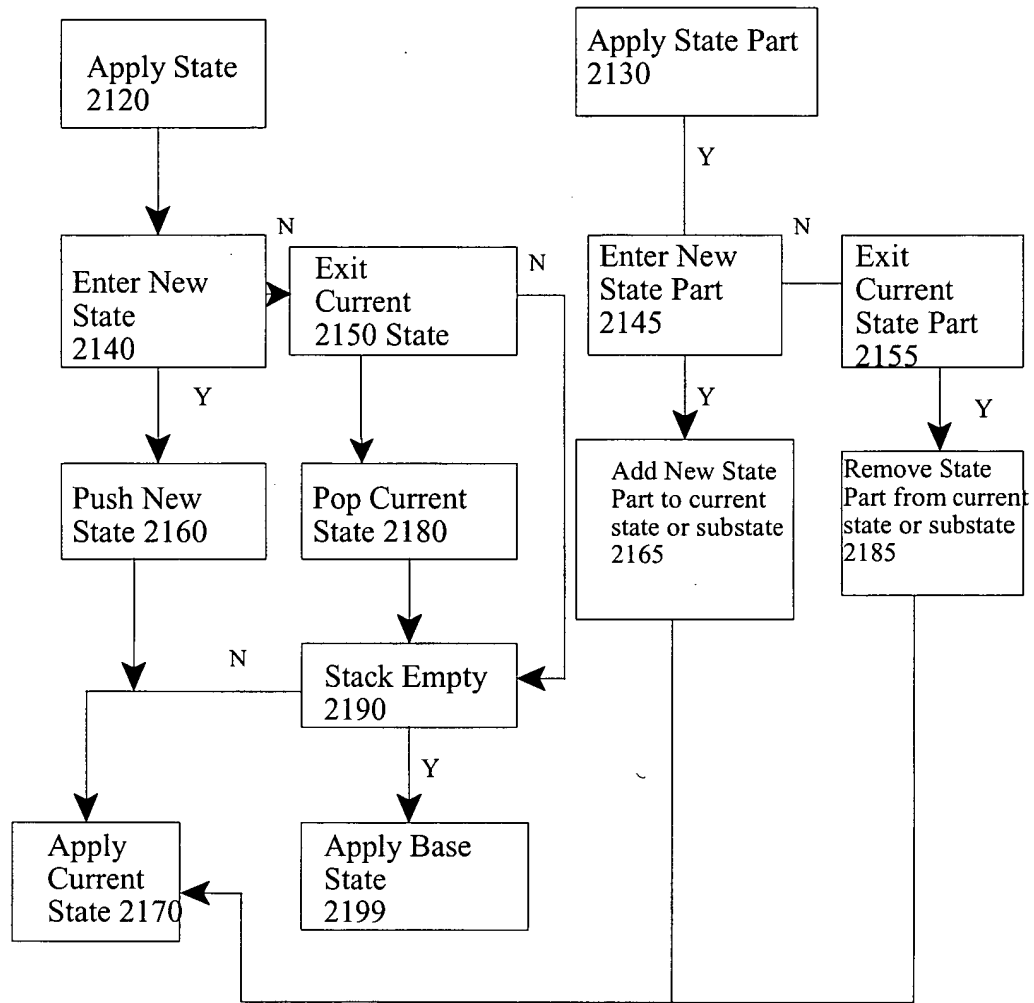 Apply State
2120
Apply State Part
2130
Y
N
N
N
Enter New
State
2140
Exit
Current
2150 State
Enter New
State Part
2145
Exit
Current
State Part
2155
Y
Y
Y
Push New
State 2160
Pop Current
State 2180
Add New State
Part to current
state or substate
2165
Remove State
Part from current
state or substate
2185
N
Stack Empty
2190
Y
Apply
Current
State 2170
Apply Base
State
2199